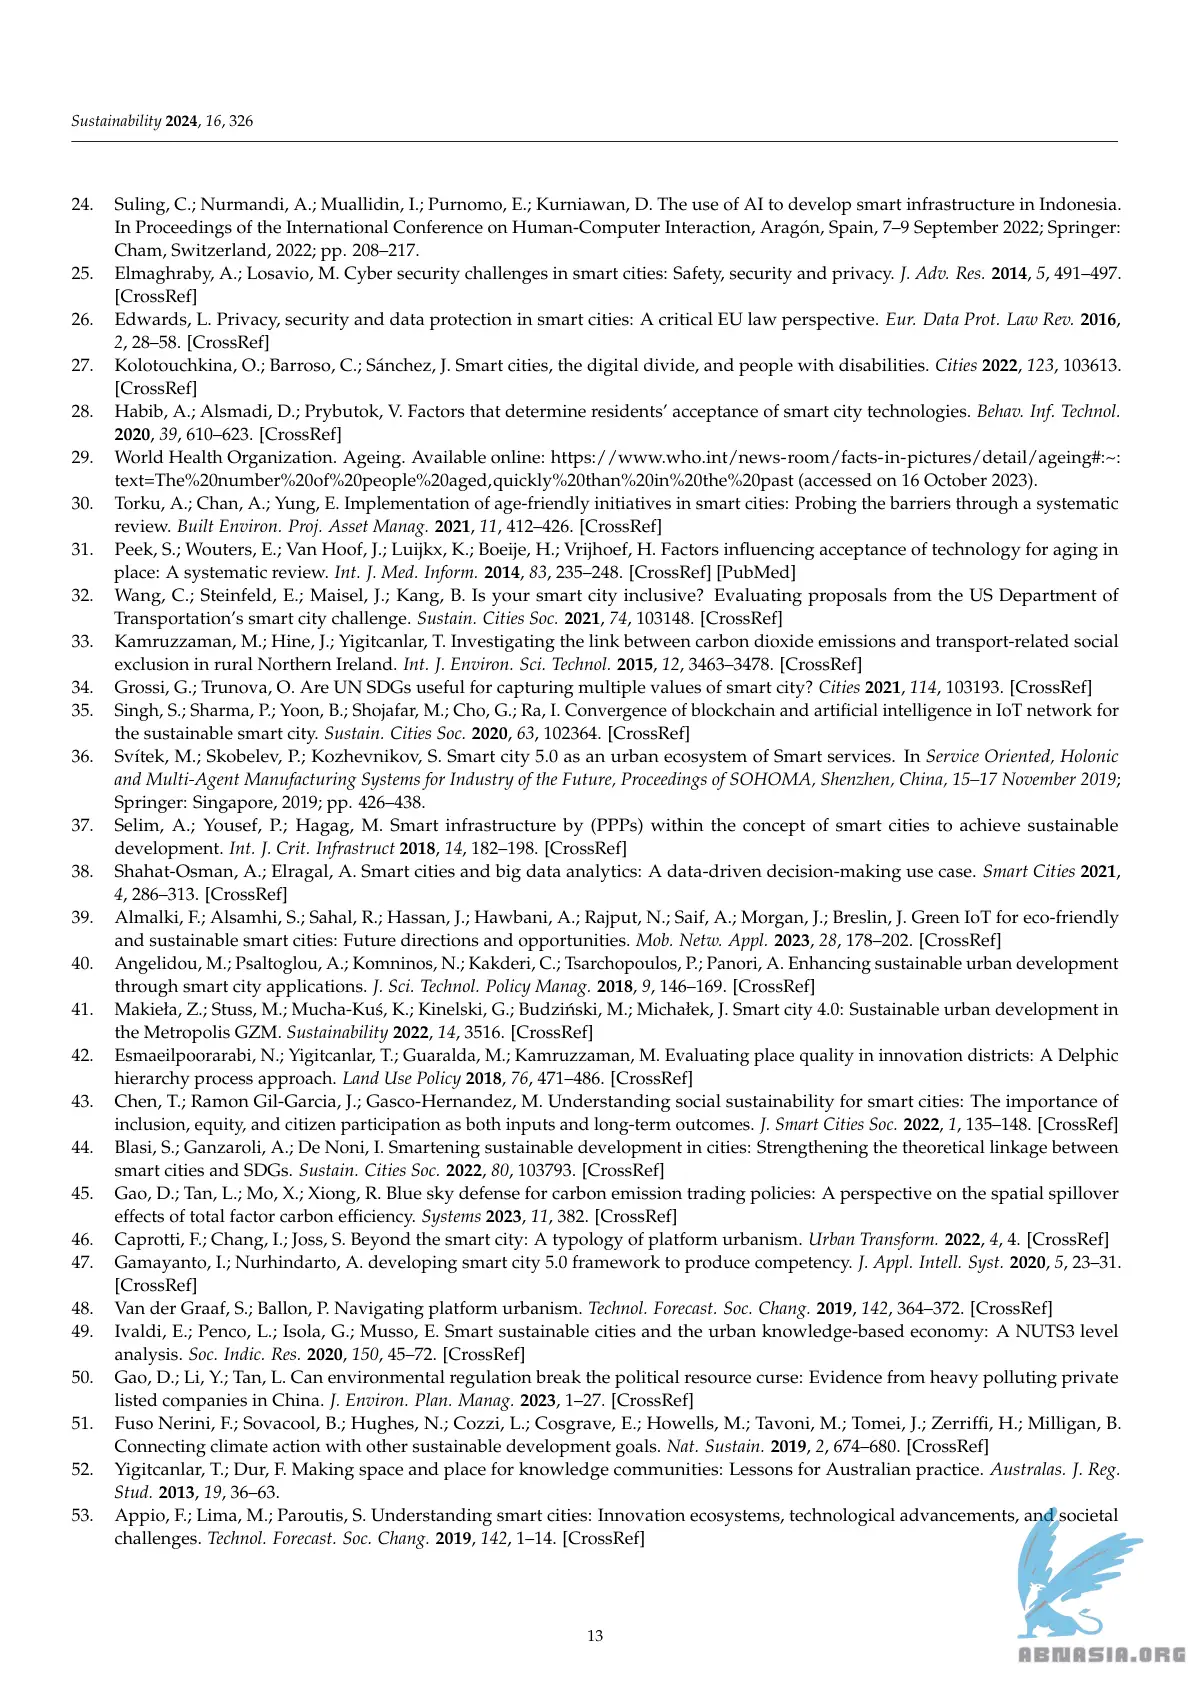 Sustainability 2024, 16, 326
24. Suling, C.; Nurmandi, A.; Muallidin, I.; Purnomo, E.; Kurniawan, D. The use of AI to develop smart infrastructure in Indonesia.
In Proceedings of the International Conference on Human-Computer Interaction, Aragón, Spain, 7–9 September 2022; Springer:
Cham, Switzerland, 2022; pp. 208–217.
25. Elmaghraby, A.; Losavio, M. Cyber security challenges in smart cities: Safety, security and privacy. J. Adv. Res. 2014, 5, 491–497.
[CrossRef]
26. Edwards, L. Privacy, security and data protection in smart cities: A critical EU law perspective. Eur. Data Prot. Law Rev. 2016,
2, 28–58. [CrossRef]
27. Kolotouchkina, O.; Barroso, C.; Sánchez, J. Smart cities, the digital divide, and people with disabilities. Cities 2022, 123, 103613.
[CrossRef]
28. Habib, A.; Alsmadi, D.; Prybutok, V. Factors that determine residents’ acceptance of smart city technologies. Behav. Inf. Technol.
2020, 39, 610–623. [CrossRef]
29. World Health Organization. Ageing. Available online: https://www.who.int/news-room/facts-in-pictures/detail/ageing#:~:
text=The%20number%20of%20people%20aged,quickly%20than%20in%20the%20past (accessed on 16 October 2023).
30. Torku, A.; Chan, A.; Yung, E. Implementation of age-friendly initiatives in smart cities: Probing the barriers through a systematic
review. Built Environ. Proj. Asset Manag. 2021, 11, 412–426. [CrossRef]
31. Peek, S.; Wouters, E.; Van Hoof, J.; Luijkx, K.; Boeije, H.; Vrijhoef, H. Factors influencing acceptance of technology for aging in
place: A systematic review. Int. J. Med. Inform. 2014, 83, 235–248. [CrossRef] [PubMed]
32. Wang, C.; Steinfeld, E.; Maisel, J.; Kang, B. Is your smart city inclusive? Evaluating proposals from the US Department of
Transportation’s smart city challenge. Sustain. Cities Soc. 2021, 74, 103148. [CrossRef]
33. Kamruzzaman, M.; Hine, J.; Yigitcanlar, T. Investigating the link between carbon dioxide emissions and transport-related social
exclusion in rural Northern Ireland. Int. J. Environ. Sci. Technol. 2015, 12, 3463–3478. [CrossRef]
34. Grossi, G.; Trunova, O. Are UN SDGs useful for capturing multiple values of smart city? Cities 2021, 114, 103193. [CrossRef]
35. Singh, S.; Sharma, P.; Yoon, B.; Shojafar, M.; Cho, G.; Ra, I. Convergence of blockchain and artificial intelligence in IoT network for
the sustainable smart city. Sustain. Cities Soc. 2020, 63, 102364. [CrossRef]
36. Svítek, M.; Skobelev, P.; Kozhevnikov, S. Smart city 5.0 as an urban ecosystem of Smart services. In Service Oriented, Holonic
and Multi-Agent Manufacturing Systems for Industry of the Future, Proceedings of SOHOMA, Shenzhen, China, 15–17 November 2019;
Springer: Singapore, 2019; pp. 426–438.
37. Selim, A.; Yousef, P.; Hagag, M. Smart infrastructure by (PPPs) within the concept of smart cities to achieve sustainable
development. Int. J. Crit. Infrastruct 2018, 14, 182–198. [CrossRef]
38. Shahat-Osman, A.; Elragal, A. Smart cities and big data analytics: A data-driven decision-making use case. Smart Cities 2021,
4, 286–313. [CrossRef]
39. Almalki, F.; Alsamhi, S.; Sahal, R.; Hassan, J.; Hawbani, A.; Rajput, N.; Saif, A.; Morgan, J.; Breslin, J. Green IoT for eco-friendly
and sustainable smart cities: Future directions and opportunities. Mob. Netw. Appl. 2023, 28, 178–202. [CrossRef]
40. Angelidou, M.; Psaltoglou, A.; Komninos, N.; Kakderi, C.; Tsarchopoulos, P.; Panori, A. Enhancing sustainable urban development
through smart city applications. J. Sci. Technol. Policy Manag. 2018, 9, 146–169. [CrossRef]
41. Makieła, Z.; Stuss, M.; Mucha-Kuś, K.; Kinelski, G.; Budziński, M.; Michałek, J. Smart city 4.0: Sustainable urban development in
the Metropolis GZM. Sustainability 2022, 14, 3516. [CrossRef]
42. Esmaeilpoorarabi, N.; Yigitcanlar, T.; Guaralda, M.; Kamruzzaman, M. Evaluating place quality in innovation districts: A Delphic
hierarchy process approach. Land Use Policy 2018, 76, 471–486. [CrossRef]
43. Chen, T.; Ramon Gil-Garcia, J.; Gasco-Hernandez, M. Understanding social sustainability for smart cities: The importance of
inclusion, equity, and citizen participation as both inputs and long-term outcomes. J. Smart Cities Soc. 2022, 1, 135–148. [CrossRef]
44. Blasi, S.; Ganzaroli, A.; De Noni, I. Smartening sustainable development in cities: Strengthening the theoretical linkage between
smart cities and SDGs. Sustain. Cities Soc. 2022, 80, 103793. [CrossRef]
45. Gao, D.; Tan, L.; Mo, X.; Xiong, R. Blue sky defense for carbon emission trading policies: A perspective on the spatial spillover
effects of total factor carbon efficiency. Systems 2023, 11, 382. [CrossRef]
46. Caprotti, F.; Chang, I.; Joss, S. Beyond the smart city: A typology of platform urbanism. Urban Transform. 2022, 4, 4. [CrossRef]
47. Gamayanto, I.; Nurhindarto, A. developing smart city 5.0 framework to produce competency. J. Appl. Intell. Syst. 2020, 5, 23–31.
[CrossRef]
48. Van der Graaf, S.; Ballon, P. Navigating platform urbanism. Technol. Forecast. Soc. Chang. 2019, 142, 364–372. [CrossRef]
49. Ivaldi, E.; Penco, L.; Isola, G.; Musso, E. Smart sustainable cities and the urban knowledge-based economy: A NUTS3 level
analysis. Soc. Indic. Res. 2020, 150, 45–72. [CrossRef]
50. Gao, D.; Li, Y.; Tan, L. Can environmental regulation break the political resource curse: Evidence from heavy polluting private
listed companies in China. J. Environ. Plan. Manag. 2023, 1–27. [CrossRef]
51. Fuso Nerini, F.; Sovacool, B.; Hughes, N.; Cozzi, L.; Cosgrave, E.; Howells, M.; Tavoni, M.; Tomei, J.; Zerriffi, H.; Milligan, B.
Connecting climate action with other sustainable development goals. Nat. Sustain. 2019, 2, 674–680. [CrossRef]
52. Yigitcanlar, T.; Dur, F. Making space and place for knowledge communities: Lessons for Australian practice. Australas. J. Reg.
Stud. 2013, 19, 36–63.
53. Appio, F.; Lima, M.; Paroutis, S. Understanding smart cities: Innovation ecosystems, technological advancements, and societal
challenges. Technol. Forecast. Soc. Chang. 2019, 142, 1–14. [CrossRef]
13
ABNASIA.ORG